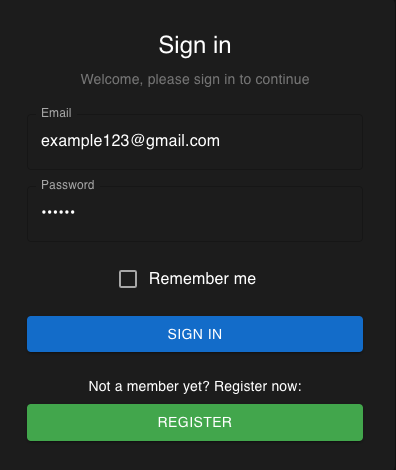 Sign in
Welcome, please sign in to continue
Email
example123@gmail.com
Password
••••••
Remember me
SIGN IN
Not a member yet? Register now:
REGISTER